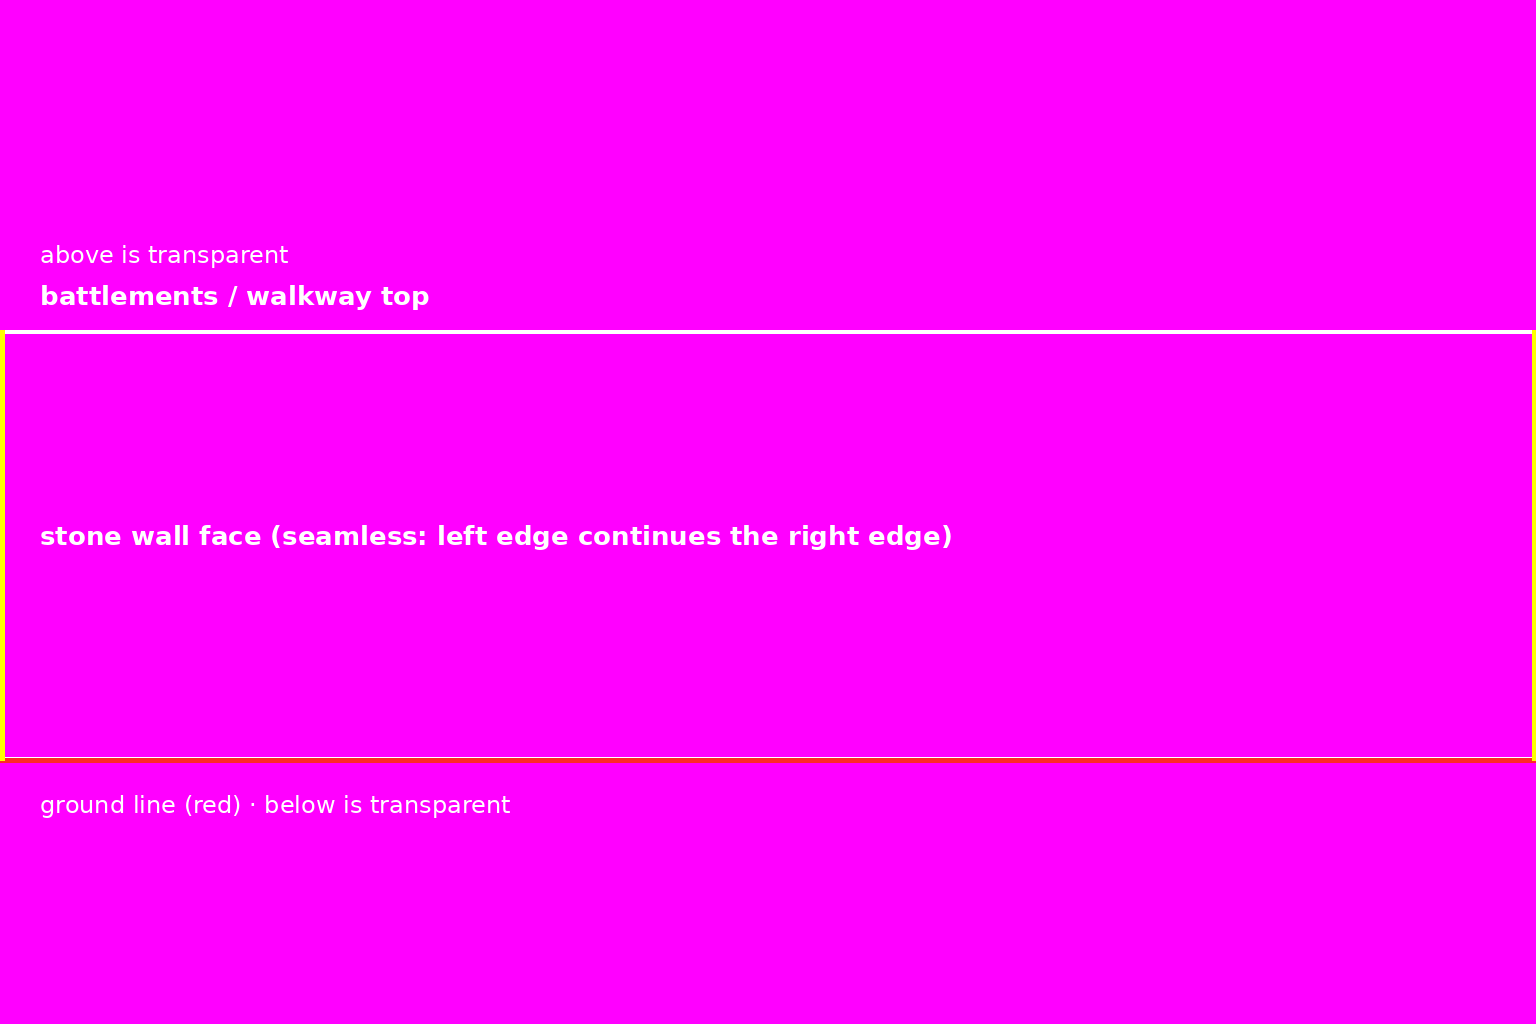 above is transparent
battlements / walkway top
stone wall face (seamless: left edge continues the right edge)
ground line (red) · below is transparent